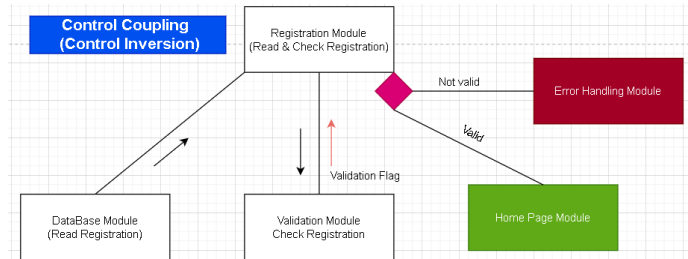 Control Coupling
(Control Inversion)
Registration Module
(Read & Check Registration)
Not valid
Error Handling Module
Valid
Validation Flag
DataBase Module
(Read Registration)
Validation Module
Check Registration
Home Page Module